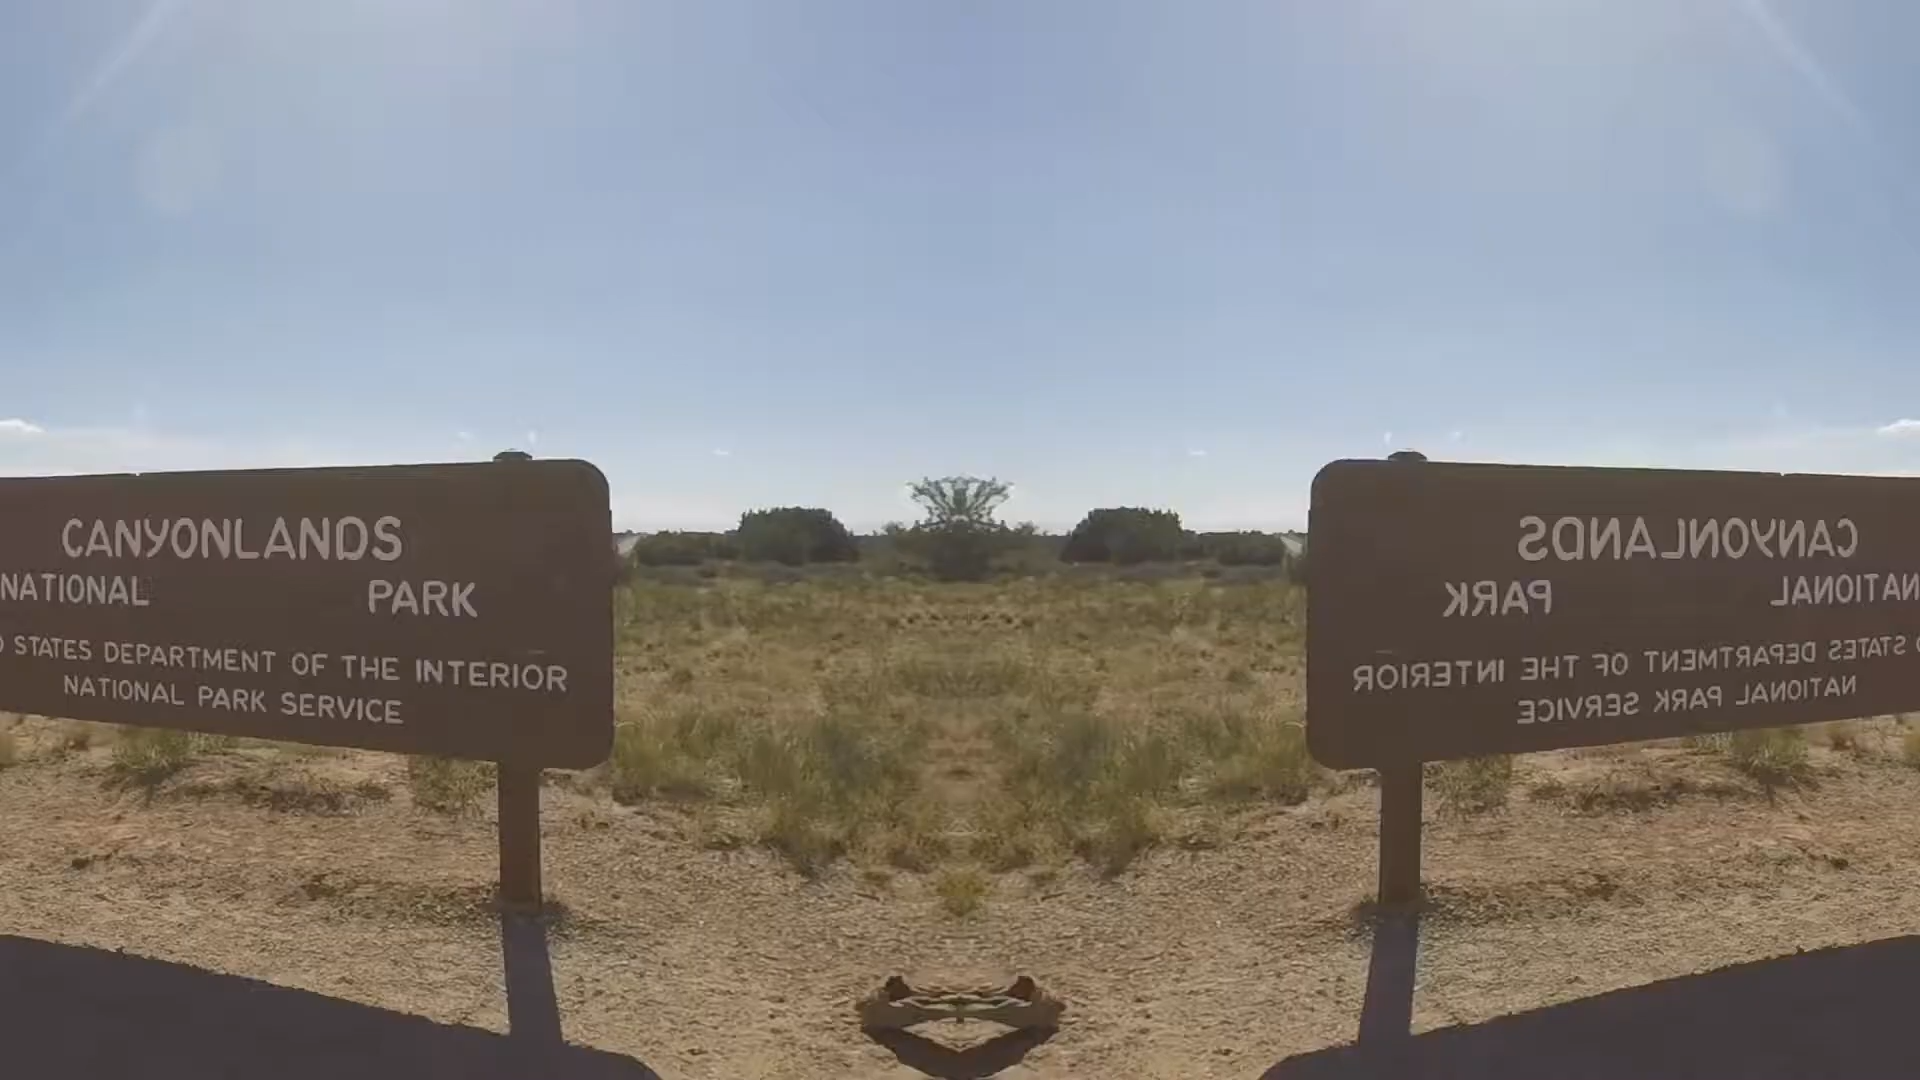 CANYONLANDS
NATIONAL PARK
STATES DEPARTMENT OF THE INTERIOR
NATIONAL PARK SERVICE
CANYONLANDS
NATIONAL PARK
STATES DEPARTMENT OF THE INTERIOR
NATIONAL PARK SERVICE